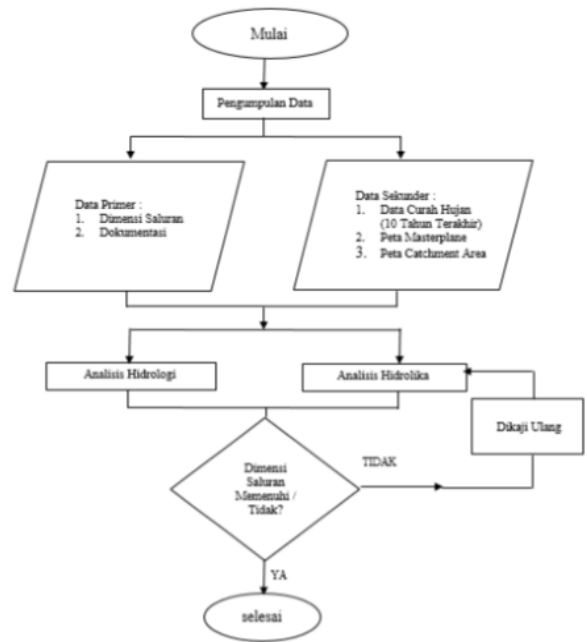 Mulai
Pengumpulan Data
Data Primer :
1. Dimensi Saluran
2. Dokumentasi
Data Sekunder :
1. Data Curah Hujan
(10 Tahun Terakhir)
2. Peta Masterplane
3. Peta Catchment Area
Analisis Hidrologi
Analisis Hidrolika
Dikaji Ulang
Dimensi
Saluran
Memenuhi /
Tidak?
TIDAK
YA
selesai